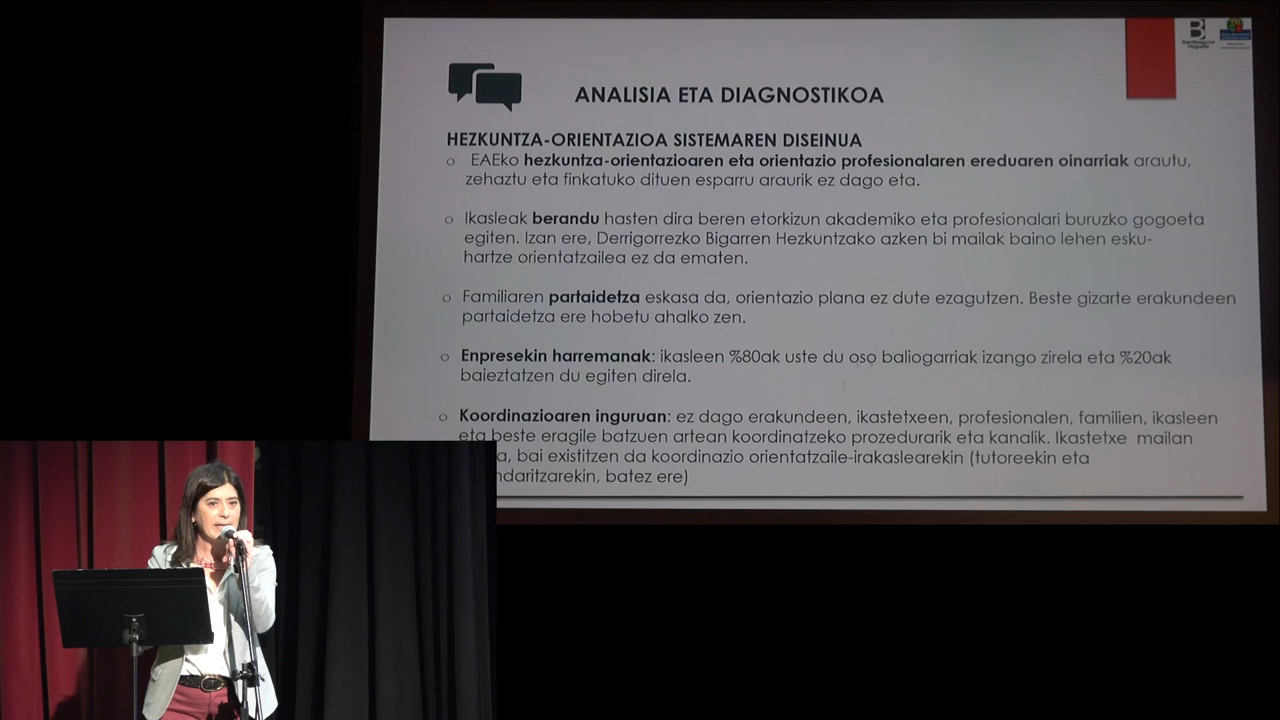 ANALISIA ETA DIAGNOSTIKOA
HEZKUNTZA-ORIENTAZIOA SISTEMAREN DISEINUA
EAEko hezkuntza-orientazioaren eta orientazio profesionalaren ereduaren oinarriak arautu,
zehaztu eta finkatuko dituen esparru araurik ez dago eta.
Ikasleak berandu hasten dira beren etorkizun akademiko eta profesionalari buruzko gogoeta
egiten. Izan ere, Derrigorrezko Bigarren Hezkuntzako azken bi mailak baino lehen esku-
hartze orientatzailea ez da ematen.
Familiaren partaidetza eskasa da, orientazio plana ez dute ezagutzen. Beste gizarte erakundeen
partaidetza ere hobetu ahalko zen.
Enpresekin harremanak: ikasleen %80ak uste du oso baliogarriak izango zirela eta %20ak
baieztatzen du egiten direla.
Koordinazioaren inguruan: ez dago erakundeen, ikastetxeen, profesionalen, familien, ikasleen
eta beste eragile batzuen artean koordinatzeko prozedurarik eta kanalik. Ikastetxe mailan
a, bai existitzen da koordinazio orientatzaile-irakaslearekin (tutoreekin eta
ndaritzarekin, batez ere)